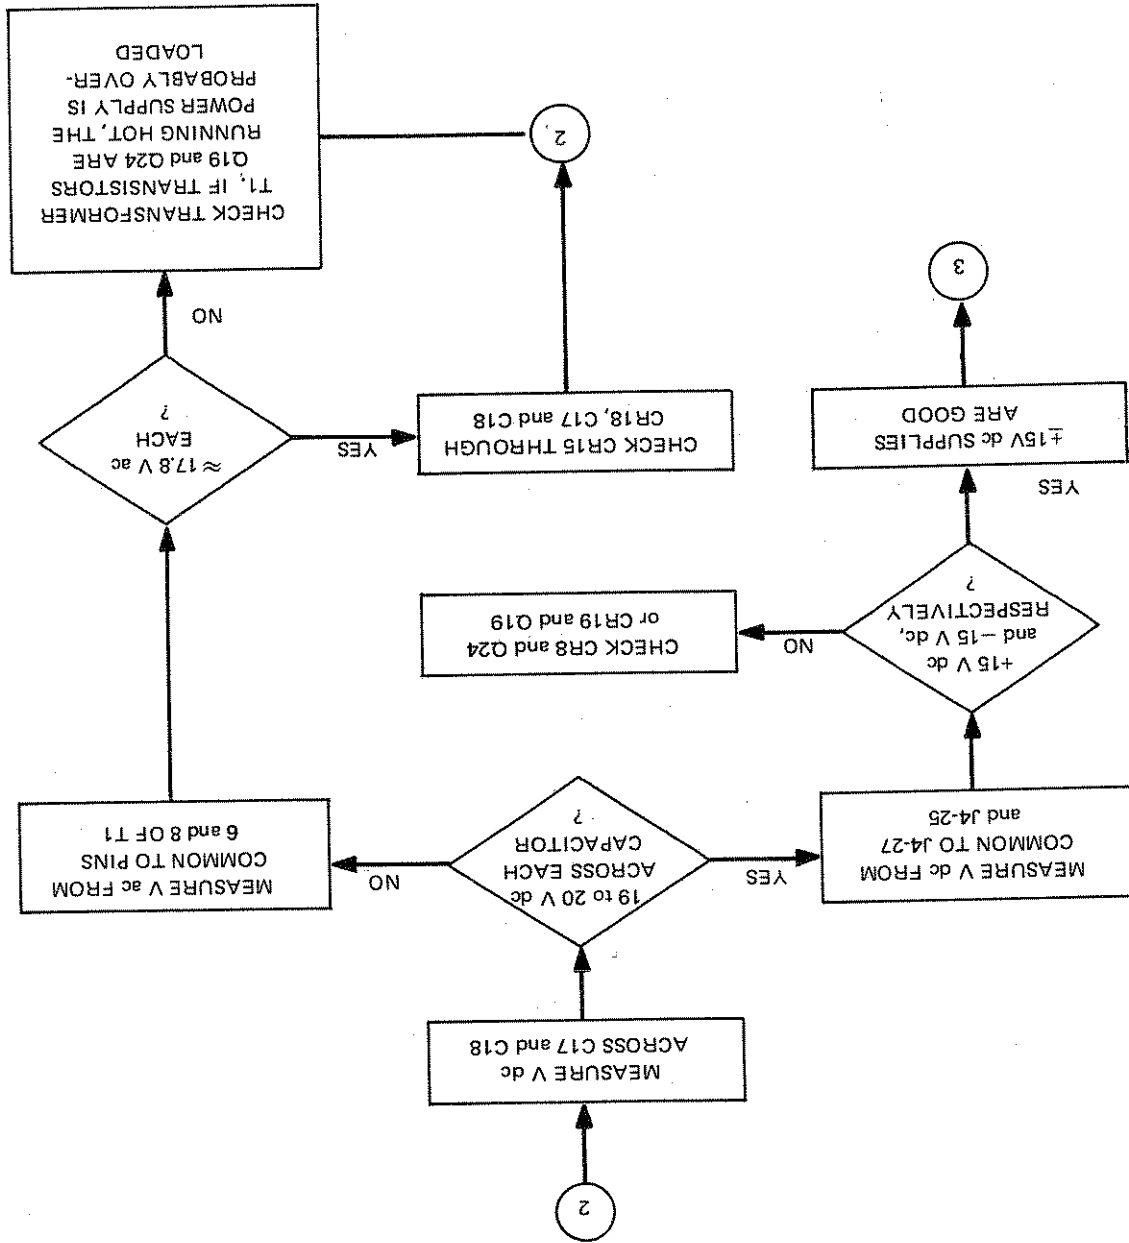 2
MEASURE V dc
ACROSS C17 and C18
19 to 20 V dc
ACROSS EACH
CAPACITOR
?
YES
NO
MEASURE V dc FROM
COMMON TO J4-27
and J4-25
MEASURE V ac FROM
COMMON TO PINS
6 and 8 OF T1
+15 V dc
and −15 V dc,
RESPECTIVELY
?
NO
CHECK CR8 and Q24
or CR19 and Q19
YES
±15V dc SUPPLIES
ARE GOOD
3
≈17.8 V ac
EACH
?
YES
CHECK CR15 THROUGH
CR18, C17 and C18
2
NO
CHECK TRANSFORMER
T1, IF TRANSISTORS
Q19 and Q24 ARE
RUNNING HOT, THE
POWER SUPPLY IS
PROBABLY OVER-
LOADED